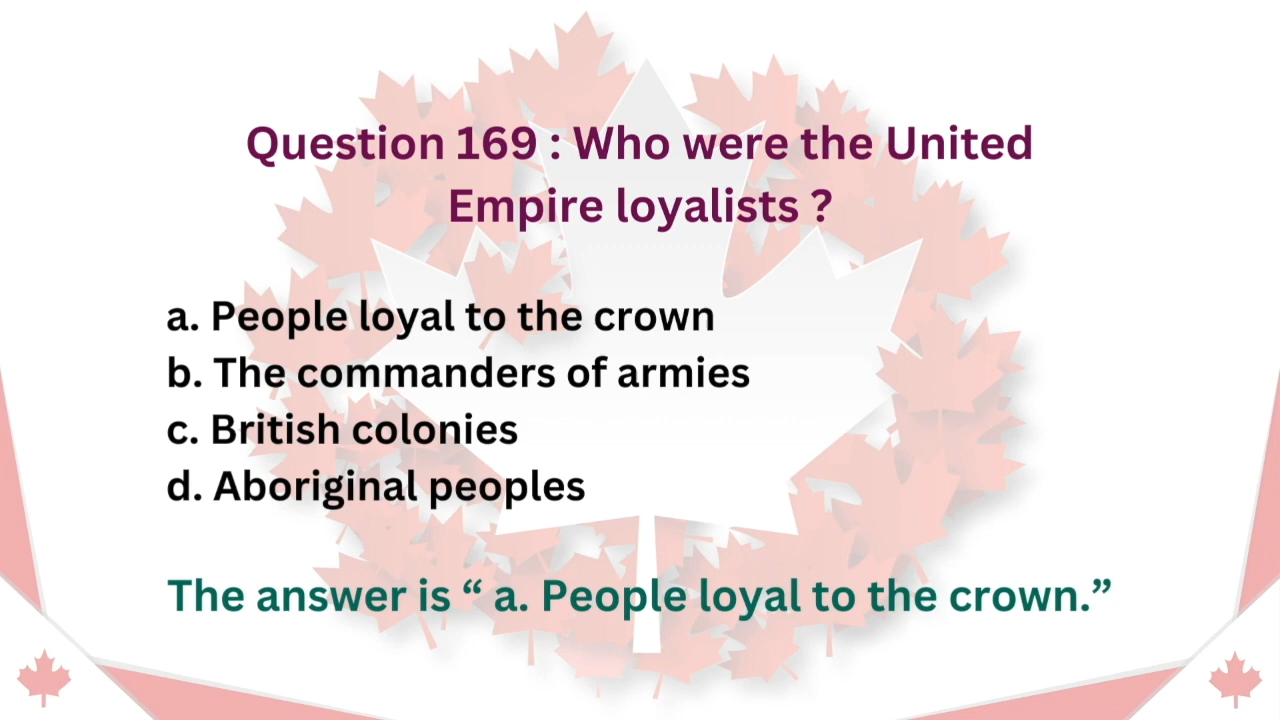 Question 169 : Who were the United
Empire loyalists ?
a. People loyal to the crown
b. The commanders of armies
c. British colonies
d. Aboriginal peoples
The answer is “ a. People loyal to the crown.”